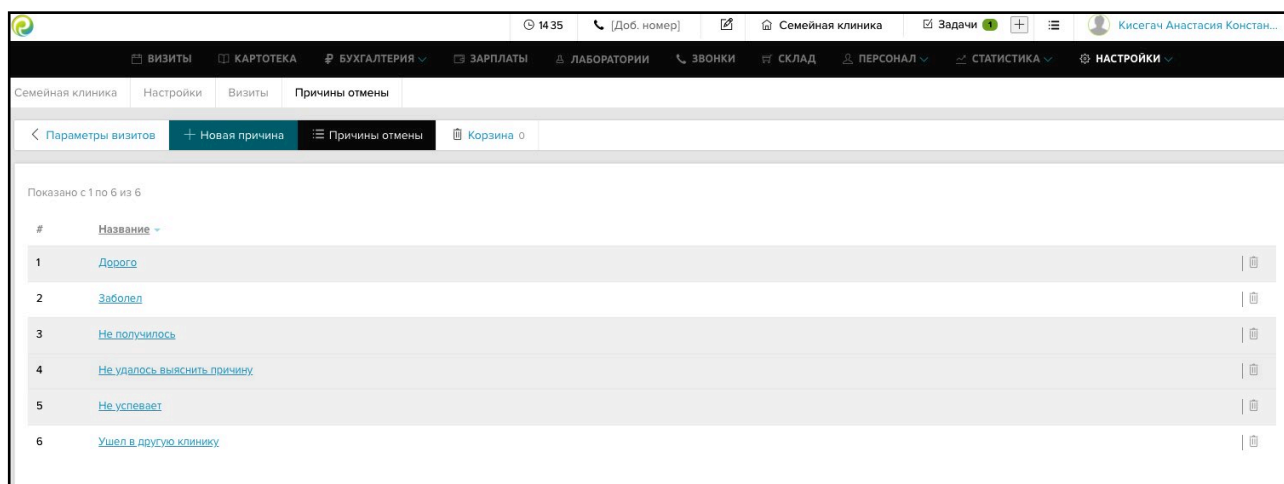 14 35 [Доб. номер] Семейная клиника Задачи 1 Кисегач Анастасия Констан...
ВИЗИТЫ КАРТОТЕКА БУХГАЛТЕРИЯ ЗАРПЛАТЫ ЛАБОРАТОРИИ ЗВОНКИ СКЛАД ПЕРСОНАЛ СТАТИСТИКА НАСТРОЙКИ
Семейная клиника Настройки Визиты Причины отмены
Параметры визитов + Новая причина Причины отмены Корзина 0
Показано с 1 по 6 из 6
# Название
1 Дорого
2 Заболел
3 Не получилось
4 Не удалось выяснить причину
5 Не успевает
6 Ушел в другую клинику